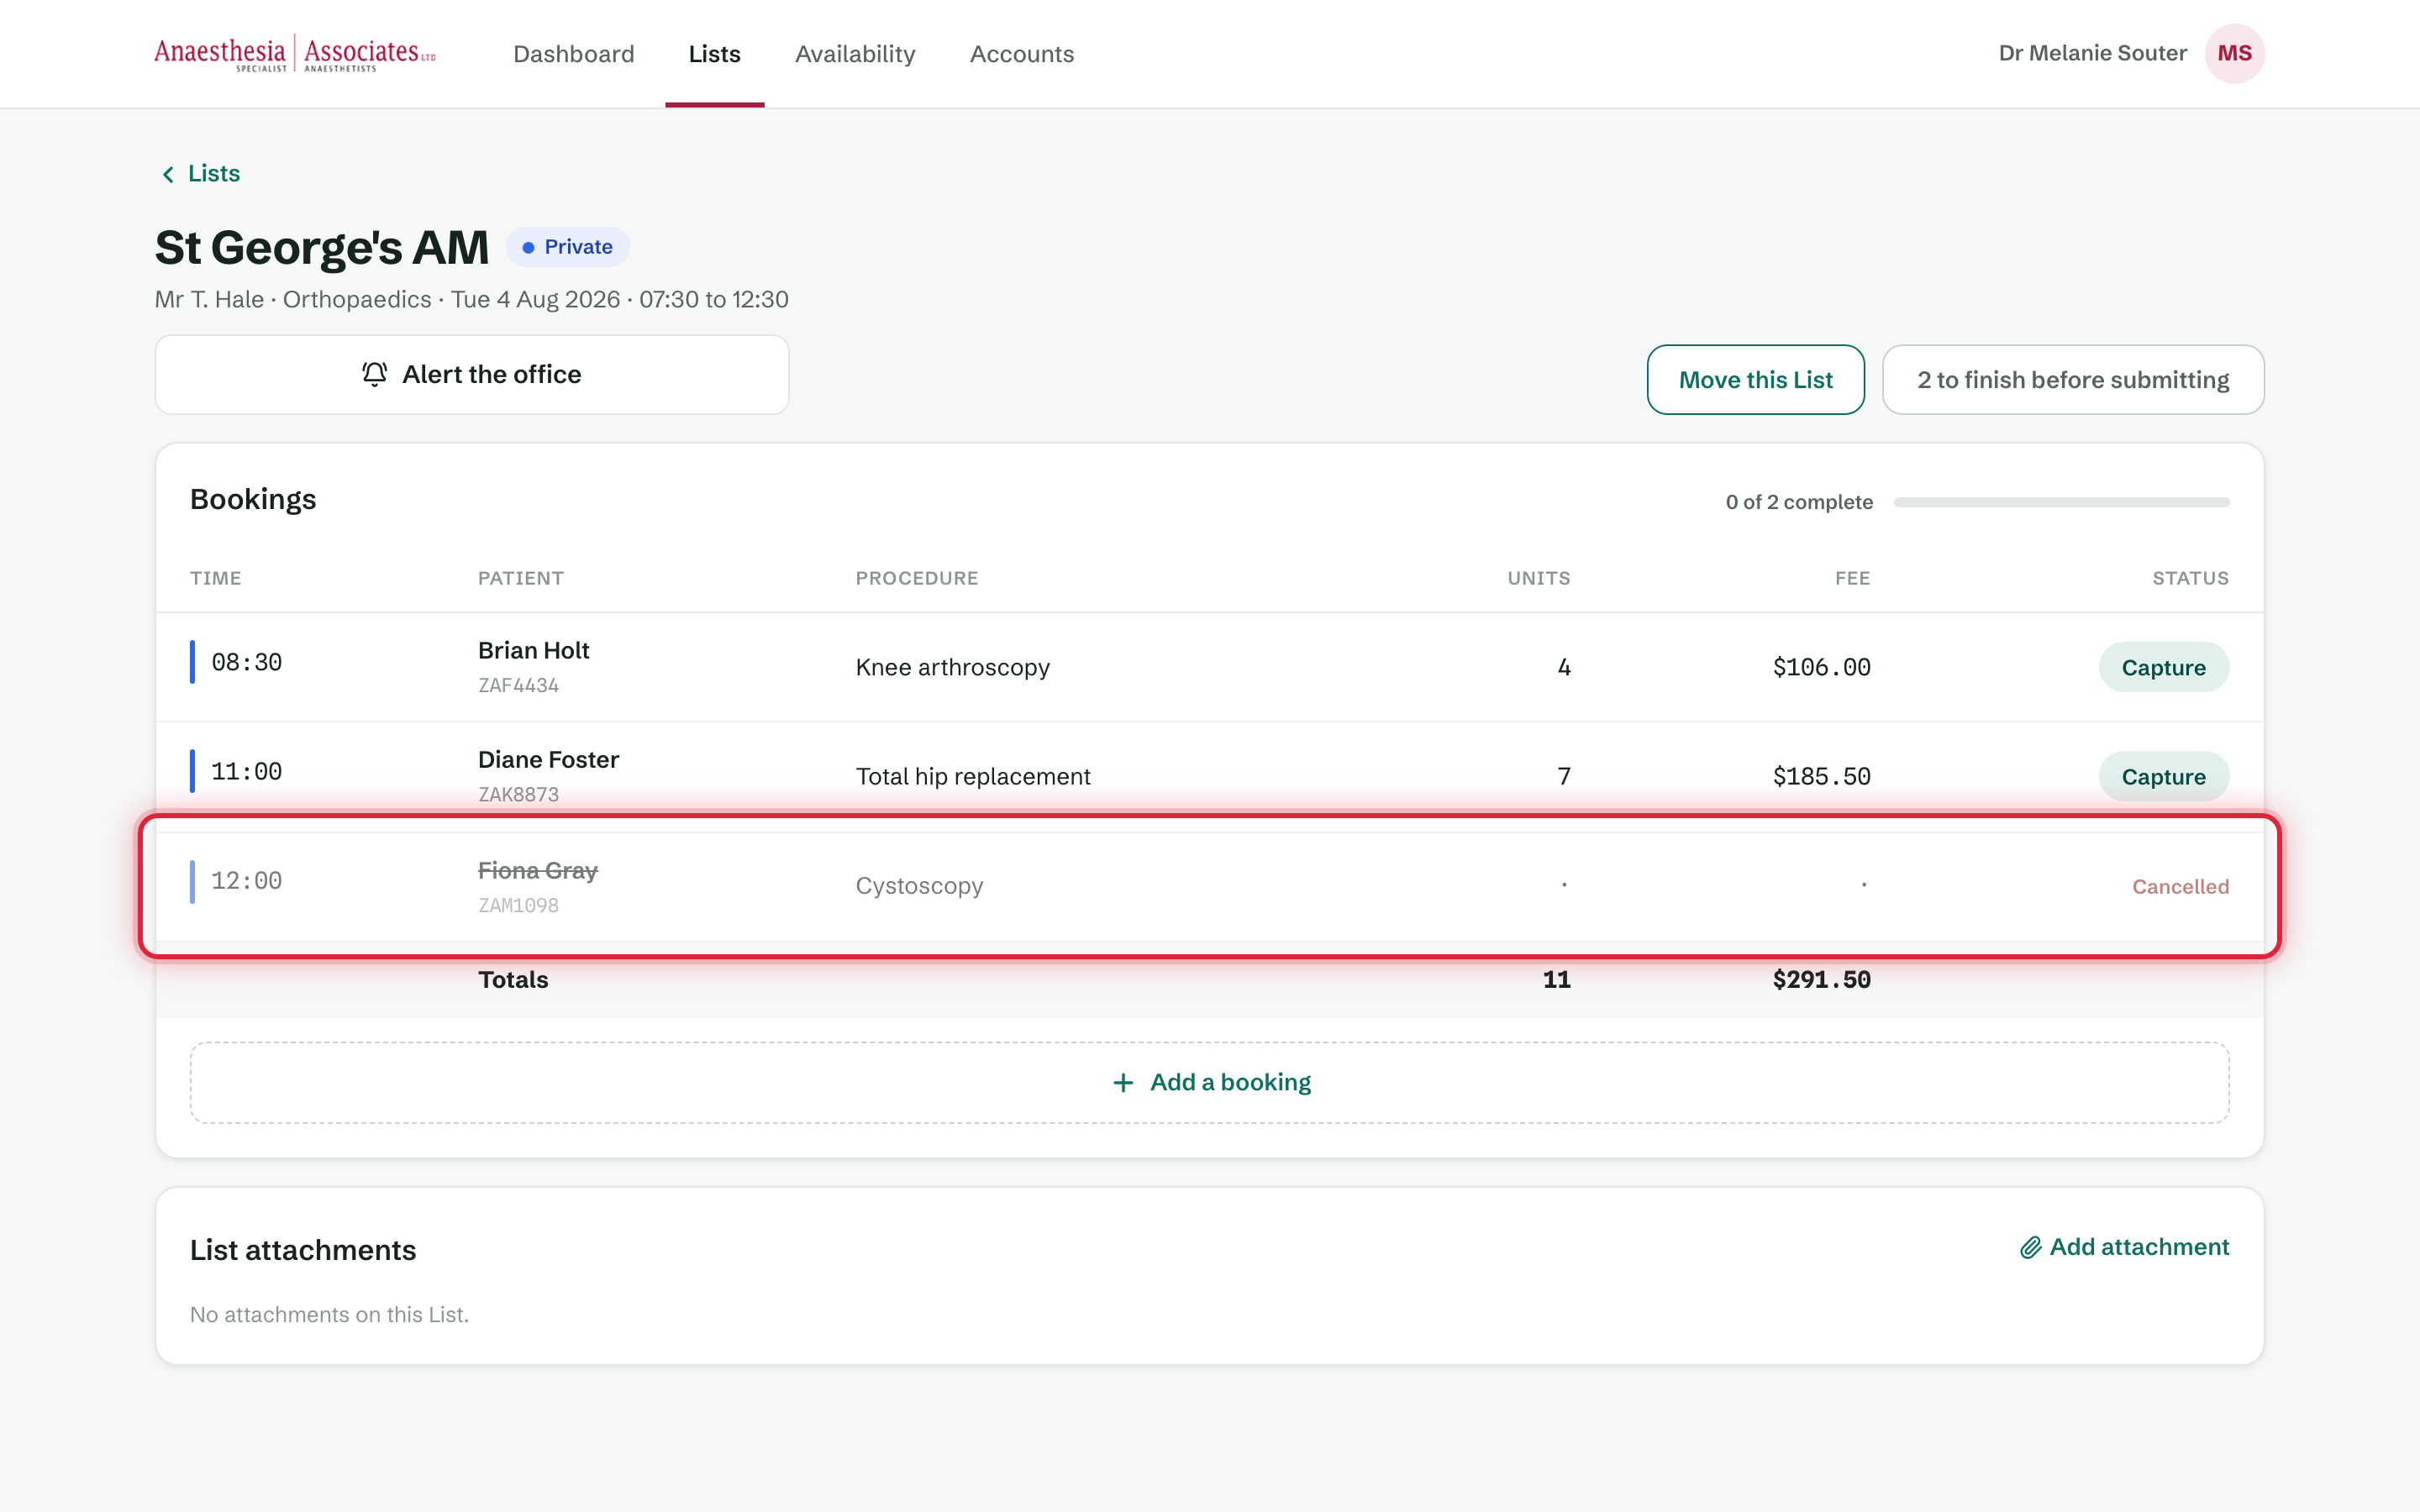 Anaesthesia | Associates LTD
SPECIALIST ANAESTHETISTS
Dashboard
Lists
Availability
Accounts
Dr Melanie Souter
MS
Lists
St George's AM
Private
Mr T. Hale · Orthopaedics · Tue 4 Aug 2026 · 07:30 to 12:30
Alert the office
Move this List
2 to finish before submitting
Bookings
0 of 2 complete
TIME PATIENT PROCEDURE UNITS FEE STATUS
08:30 Brian Holt Knee arthroscopy 4 $106.00 Capture
ZAF4434
11:00 Diane Foster Total hip replacement 7 $185.50 Capture
ZAK8873
12:00 Fiona Gray Cystoscopy · · Cancelled
ZAM1098
Totals 11 $291.50
+ Add a booking
List attachments
Add attachment
No attachments on this List.